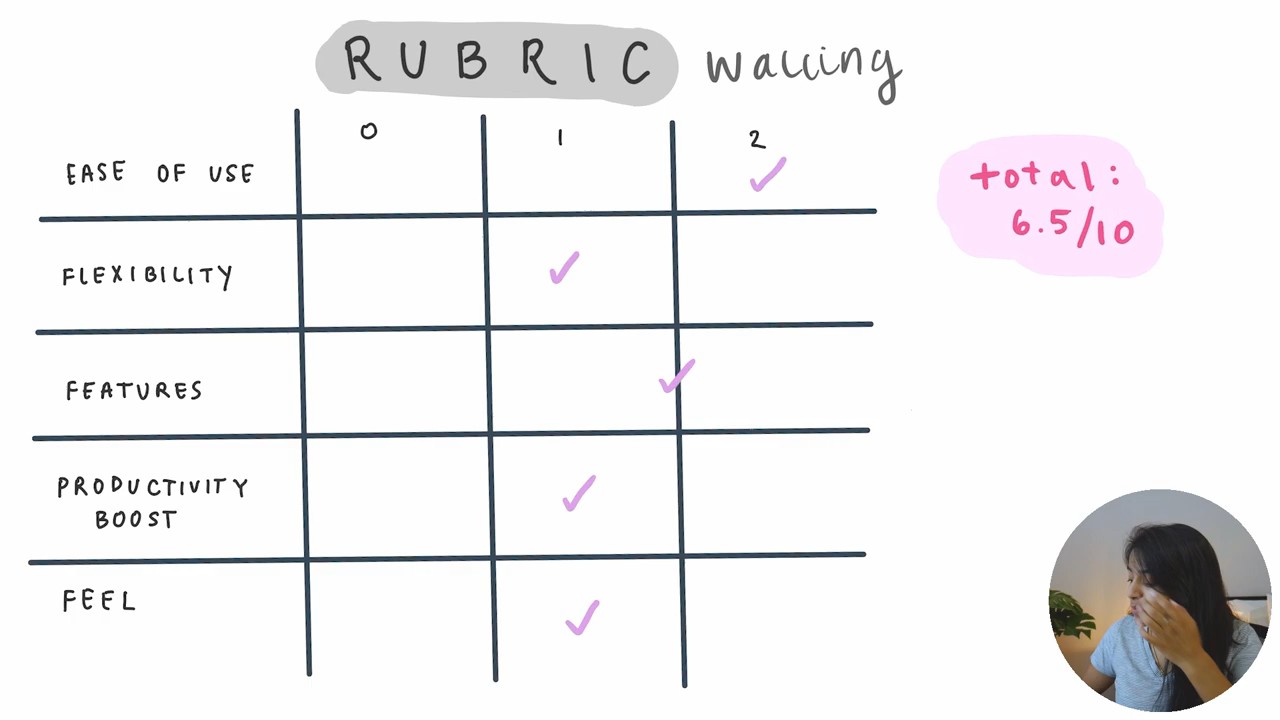 RUBRIC walling
0 1 2
EASE OF USE
FLEXIBILITY
FEATURES
PRODUCTIVITY
BOOST
FEEL
total:
6.5/10